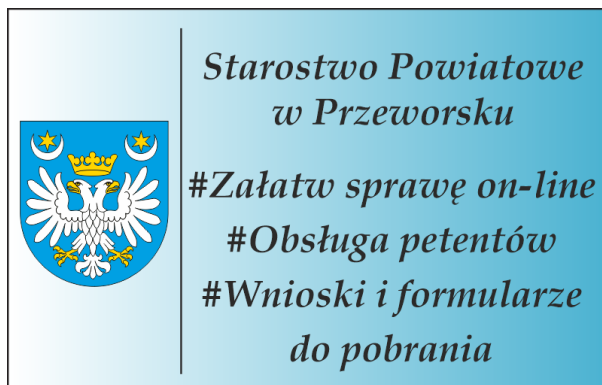 Starostwo Powiatowe
w Przeworsku
#Załatw sprawę on-line
#Obsługa petentów
#Wnioski i formularze
do pobrania